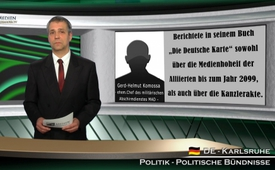 MEDIEN
Berichtete in seinem Buch
„Die Deutsche Karte“ sowohl
über die Medienhoheit der
Alliierten bis zum Jahr 2099,
als auch über die Kanzlerakte.
Gerd-Helmut Komossa
- ehem. Chef des militärischen
Abschirmdienstes MAD -
DE - KARLSRUHE
POLITIK - POLITISCHE BÜNDNISSE